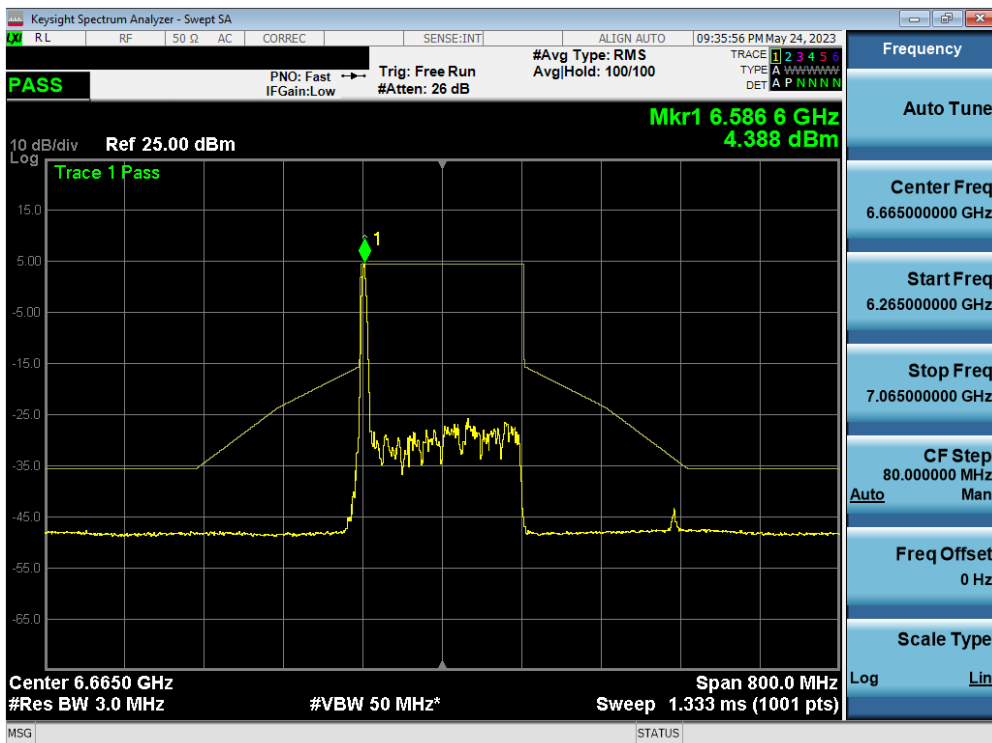 Keysight Spectrum Analyzer - Swept SA
LXI RL RF 50 Ω AC CORREC SENSE:INT ALIGN AUTO 09:35:56 PM May 24, 2023
PASS
PNO: Fast
IFGain:Low
Trig: Free Run
#Atten: 26 dB
#Avg Type: RMS
Avg|Hold: 100/100
TRACE 1 2 3 4 5 6
TYPE A WWWWW
DET A P N N N N
Mkr1 6.586 6 GHz
4.388 dBm
10 dB/div Ref 25.00 dBm
Log
Trace 1 Pass
1
15.0
5.00
-5.00
-15.0
-25.0
-35.0
-45.0
-55.0
-65.0
Center 6.6650 GHz Span 800.0 MHz
#Res BW 3.0 MHz #VBW 50 MHz* Sweep 1.333 ms (1001 pts)
MSG STATUS
Frequency
Auto Tune
Center Freq
6.665000000 GHz
Start Freq
6.265000000 GHz
Stop Freq
7.065000000 GHz
CF Step
80.000000 MHz
Auto Man
Freq Offset
0 Hz
Scale Type
Log Lin